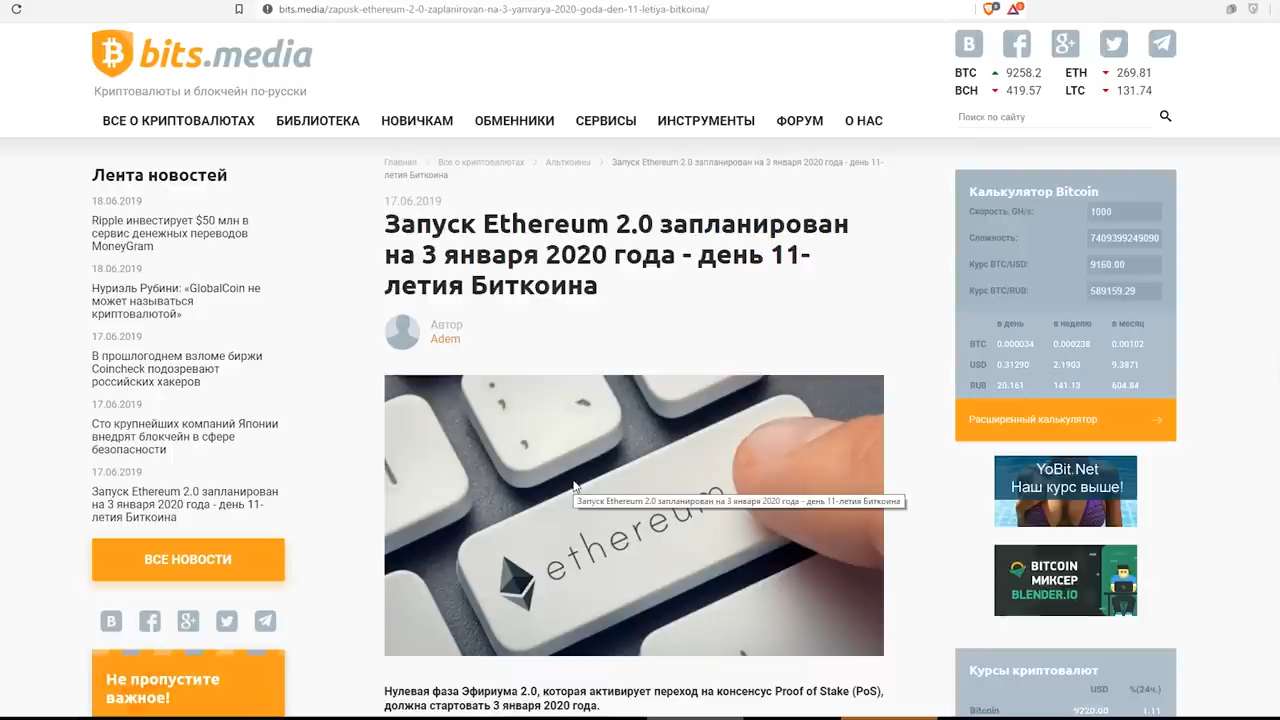 bits.media/zapusk-ethereum-2-0-zaplanirovan-na-3-yanvarya-2020-goda-den-11-letiya-bitkoina/
bits.media
Криптовалюты и блокчейн по-русски
BTC 9258.2 ETH 269.81
BCH 419.57 LTC 131.74
Поиск по сайту
ВСЕ О КРИПТОВАЛЮТАХ БИБЛИОТЕКА НОВИЧКАМ ОБМЕННИКИ СЕРВИСЫ ИНСТРУМЕНТЫ ФОРУМ О НАС
Лента новостей
18.06.2019
Ripple инвестирует $50 млн в
сервис денежных переводов
MoneyGram
18.06.2019
Нуриэль Рубини: «GlobalCoin не
может называться
криптовалютой»
17.06.2019
В прошлогоднем взломе биржи
Coincheck подозревают
российских хакеров
17.06.2019
Сто крупнейших компаний Японии
внедрят блокчейн в сфере
безопасности
17.06.2019
Запуск Ethereum 2.0 запланирован
на 3 января 2020 года - день 11-
летия Биткоина
ВСЕ НОВОСТИ
Не пропустите
важное!
Главная Все о криптовалютах Альткоины Запуск Ethereum 2.0 запланирован на 3 января 2020 года - день 11-
летия Биткоина
17.06.2019
Запуск Ethereum 2.0 запланирован
на 3 января 2020 года - день 11-
летия Биткоина
Автор
Adem
ethereum
Запуск Ethereum 2.0 запланирован на 3 января 2020 года - день 11-летия Биткоина
Нулевая фаза Эфириума 2.0, которая активирует переход на консенсус Proof of Stake (PoS),
должна стартовать 3 января 2020 года.
Калькулятор Bitcoin
Скорость, GH/s: 1000
Сложность: 7409399249090
Курс BTC/USD: 9160.00
Курс BTC/RUB: 589159.29
в день в неделю в месяц
BTC 0.000034 0.000238 0.00102
USD 0.31290 2.1903 9.3871
RUB 20.161 141.13 604.84
Расширенный калькулятор
YoBit.Net
Наш курс выше!
BITCOIN
МИКСЕР
BLENDER.IO
Курсы криптовалют
USD %(24ч.)
Bitcoin 9220.00 1.11